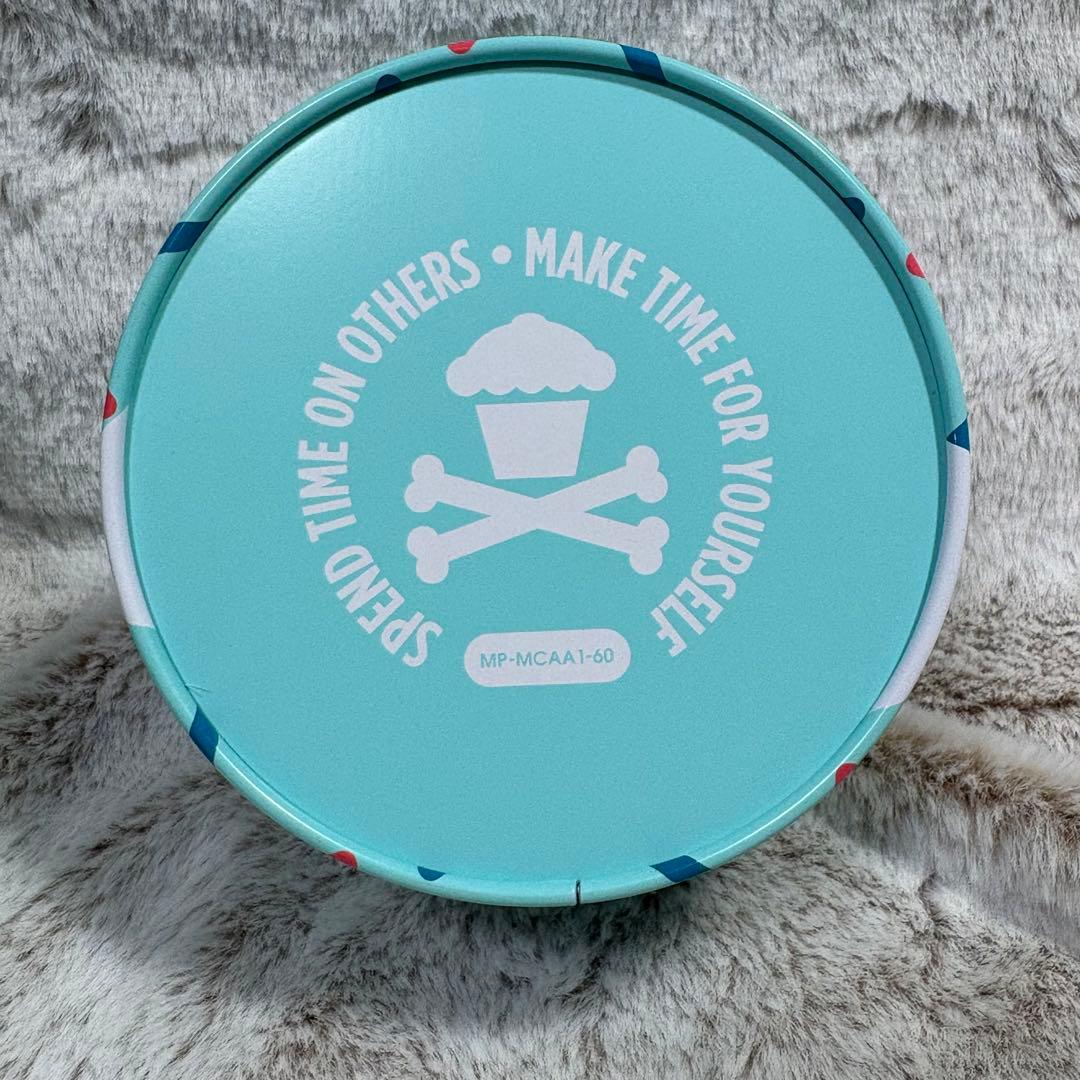 SPEND TIME ON OTHERS • MAKE TIME FOR YOURSELF
MP-MCAA1-60